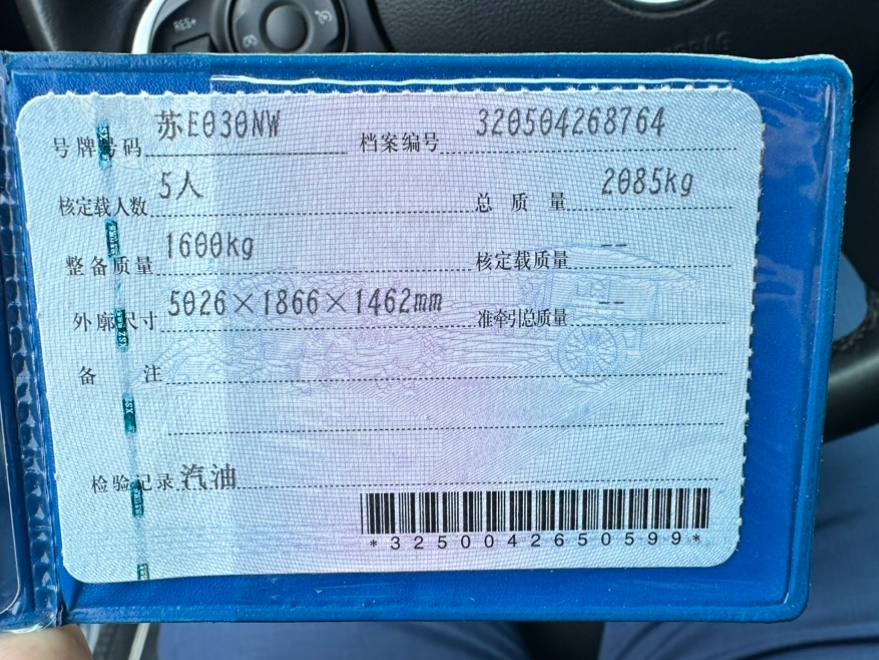 RES+
号牌号码 苏E030NW 档案编号 320504268764
核定载人数 5人 总质量 2085kg
整备质量 1600kg 核定载质量 --
外廓尺寸 5026×1866×1462mm 准牵引总质量 --
备注
检验记录 汽油
*3250042650599*